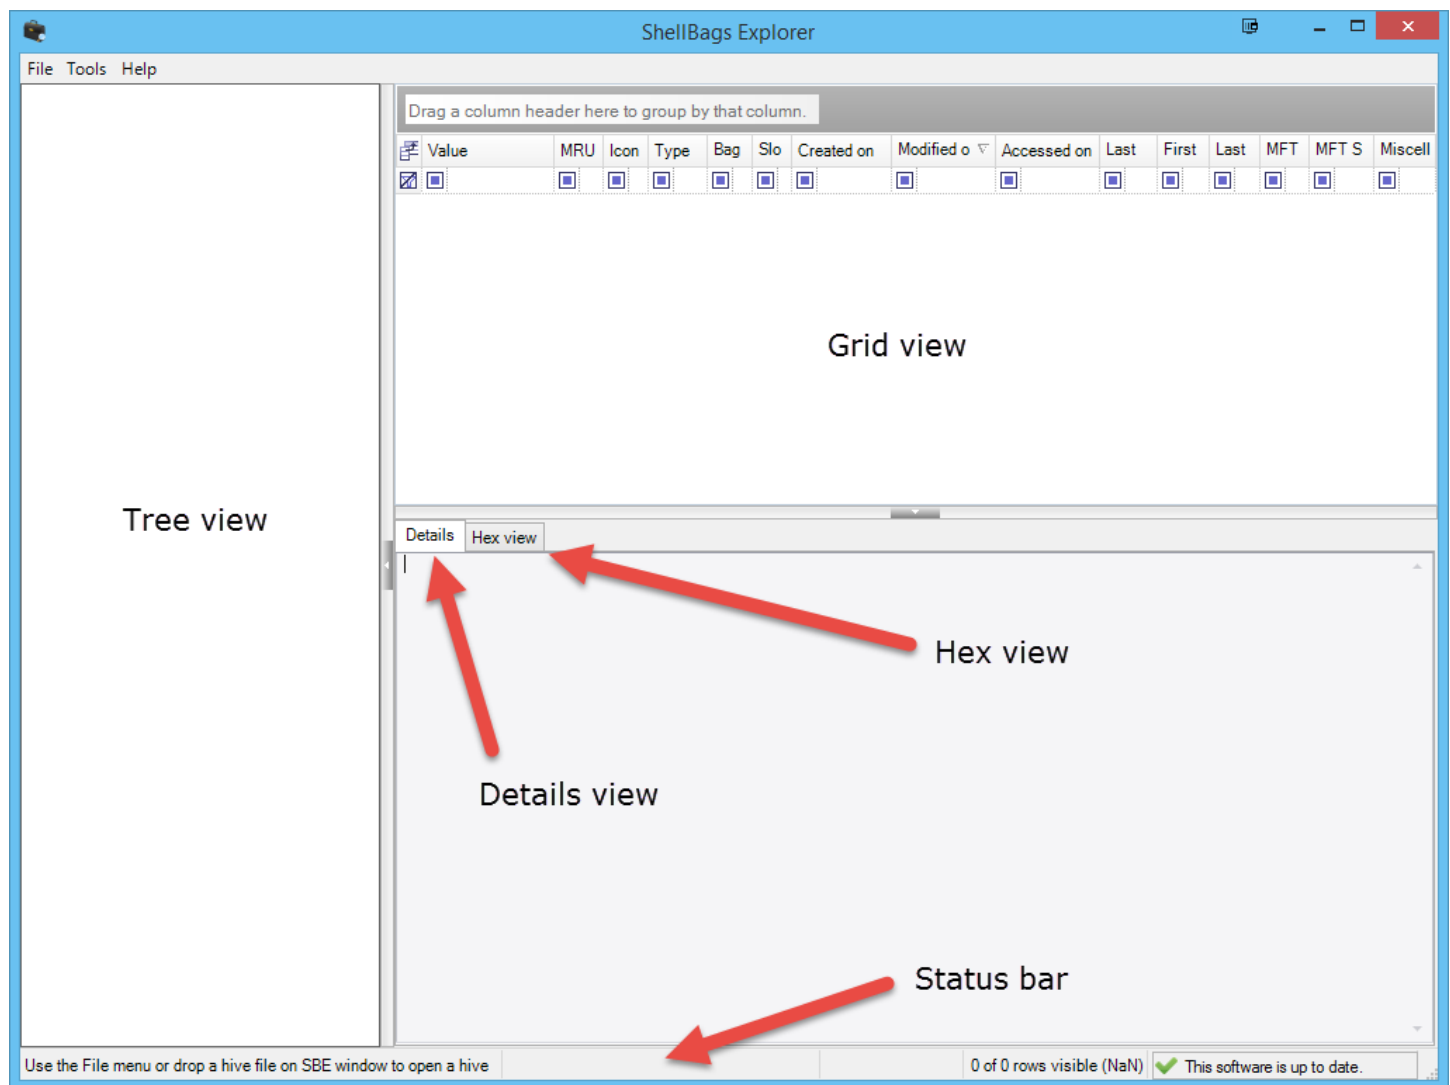 ShellBags Explorer
File Tools Help
Drag a column header here to group by that column.
Value MRU Icon Type Bag Slo Created on Modified o Accessed on Last First Last MFT MFT S Miscell
Grid view
Tree view
Details Hex view
Hex view
Details view
Status bar
Use the File menu or drop a hive file on SBE window to open a hive 0 of 0 rows visible (NaN) This software is up to date.